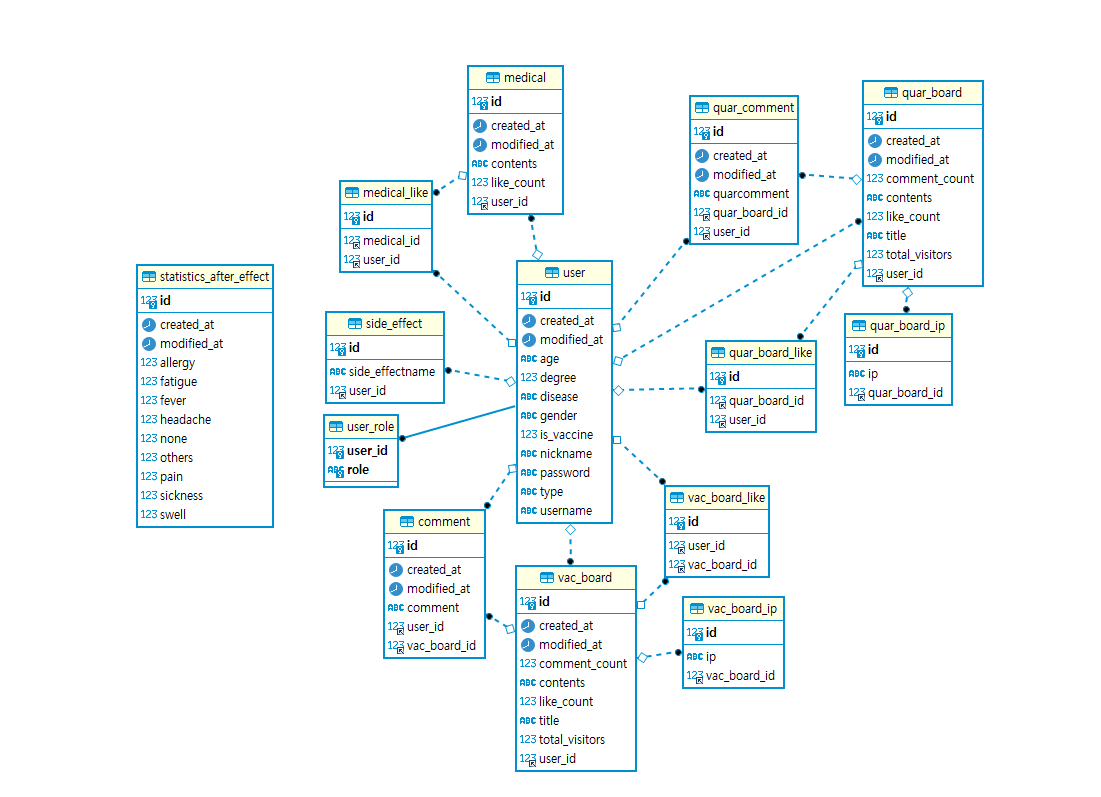 medical
123 id
created_at
modified_at
ABC contents
123 like_count
123 user_id
quar_comment
123 id
created_at
modified_at
ABC quarcomment
123 quar_board_id
123 user_id
quar_board
123 id
created_at
modified_at
123 comment_count
ABC contents
123 like_count
ABC title
123 total_visitors
123 user_id
medical_like
123 id
123 medical_id
123 user_id
statistics_after_effect
123 id
created_at
modified_at
123 allergy
123 fatigue
123 fever
123 headache
123 none
123 others
123 pain
123 sickness
123 swell
user
123 id
created_at
modified_at
ABC age
123 degree
ABC disease
ABC gender
123 is_vaccine
ABC nickname
ABC password
ABC type
ABC username
side_effect
123 id
ABC side_effectname
123 user_id
user_role
123 user_id
ABC role
quar_board_like
123 id
123 quar_board_id
123 user_id
quar_board_ip
123 id
ABC ip
123 quar_board_id
comment
123 id
created_at
modified_at
ABC comment
123 user_id
123 vac_board_id
vac_board
123 id
created_at
modified_at
123 comment_count
ABC contents
123 like_count
ABC title
123 total_visitors
123 user_id
vac_board_like
123 id
123 user_id
123 vac_board_id
vac_board_ip
123 id
ABC ip
123 vac_board_id